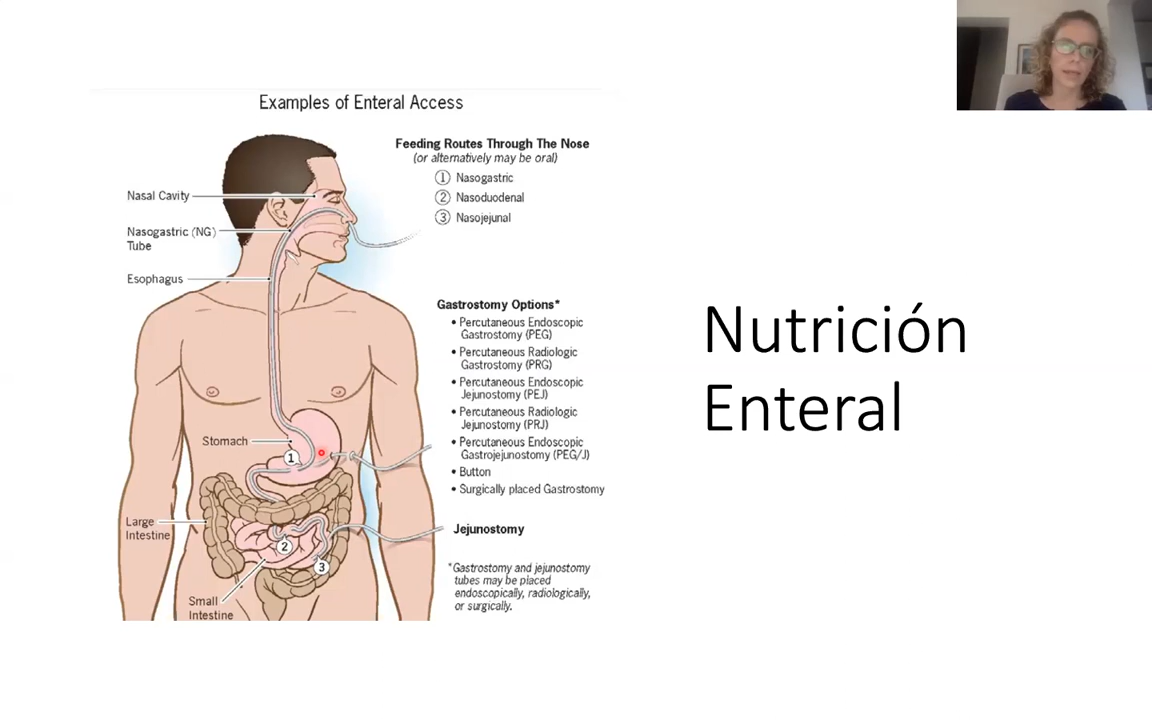 Examples of Enteral Access
Feeding Routes Through The Nose
(or alternatively may be oral)
1 Nasogastric
2 Nasoduodenal
3 Nasojejunal
Nasal Cavity
Nasogastric (NG)
Tube
Esophagus
Gastrostomy Options*
• Percutaneous Endoscopic
Gastrostomy (PEG)
• Percutaneous Radiologic
Gastrostomy (PRG)
• Percutaneous Endoscopic
Jejunostomy (PEJ)
• Percutaneous Radiologic
Jejunostomy (PRJ)
• Percutaneous Endoscopic
Gastrojejunostomy (PEG/J)
• Button
• Surgically placed Gastrostomy
Stomach
1
Large
Intestine
2
3
Small
Intestine
Jejunostomy
*Gastrostomy and jejunostomy
tubes may be placed
endoscopically, radiologically,
or surgically.
Nutrición
Enteral